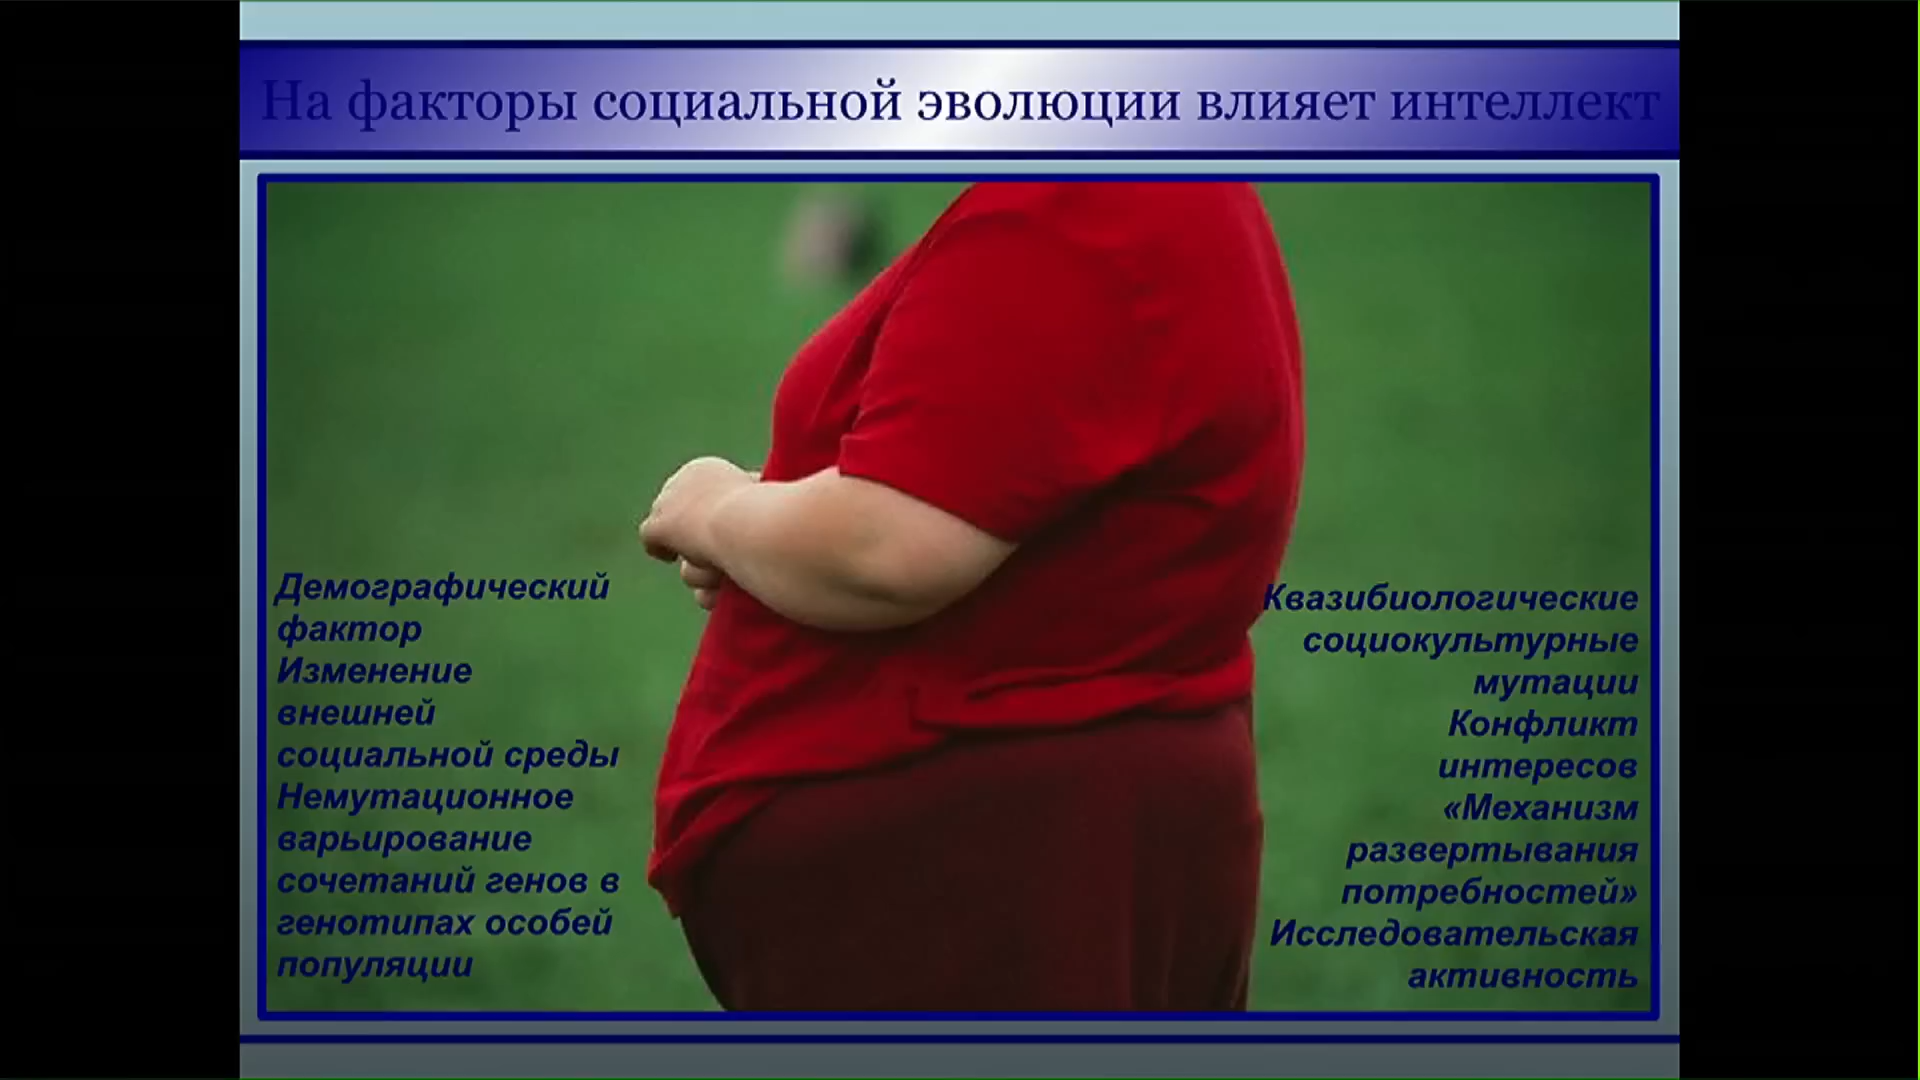 На факторы социальной эволюции влияет интеллект
Демографический
фактор
Изменение
внешней
социальной среды
Немутационное
варьирование
сочетаний генов в
генотипах особей
популяции
Квазибиологические
социокультурные
мутации
Конфликт
интересов
«Механизм
развертывания
потребностей»
Исследовательская
активность